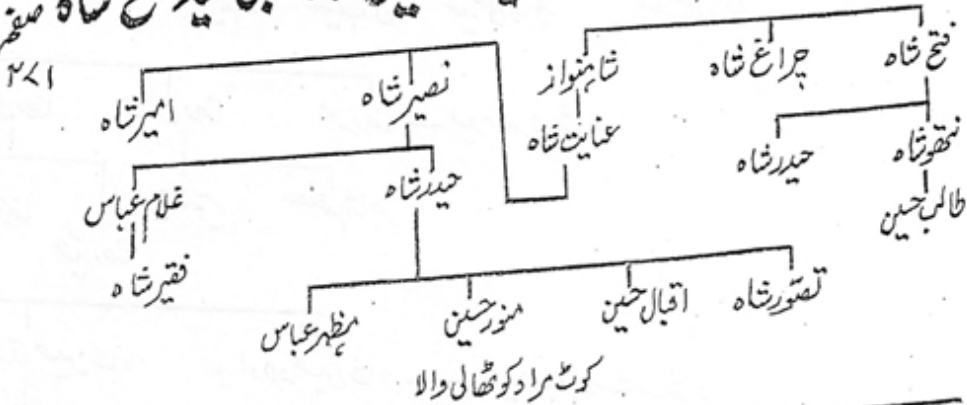 شاہ صفحہ
۲۷۱
فتح شاہ
چراغ شاہ
شاہنواز
نتھو شاہ
حیدر شاہ
طالب حسین
عنایت شاہ
نصیر شاہ
امیر شاہ
حیدر شاہ
غلام عباس
فقیر شاہ
تصور شاہ
اقبال حسین
منور حسین
مظہر عباس
کوٹ مراد کوٹھالی والا